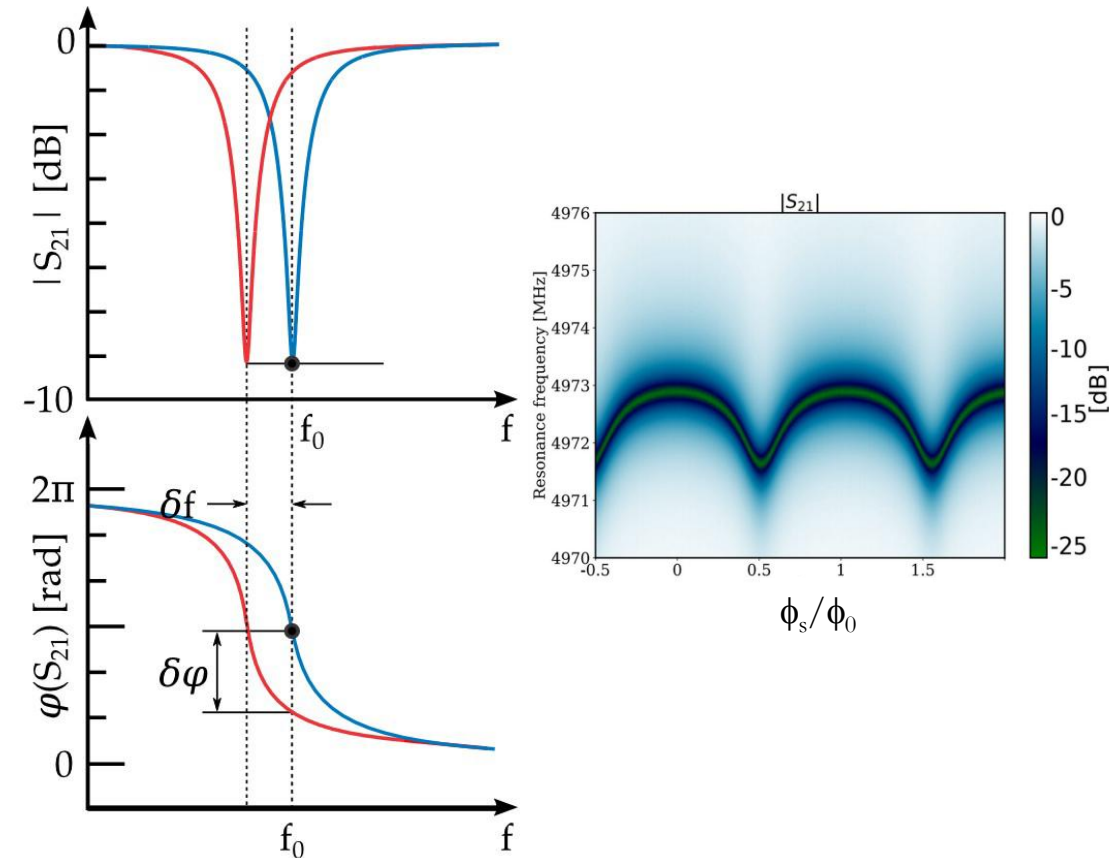 0
|S₂₁| [dB]
-10
f₀
f
2π
δf
φ(S₂₁) [rad]
δφ
0
f₀
f
|S₂₁|
Resonance frequency [MHz]
4976
4975
4974
4973
4972
4971
4970
-0.5
0
0.5
1
1.5
ϕₛ/ϕ₀
0
-5
-10
-15
-20
-25
[dB]